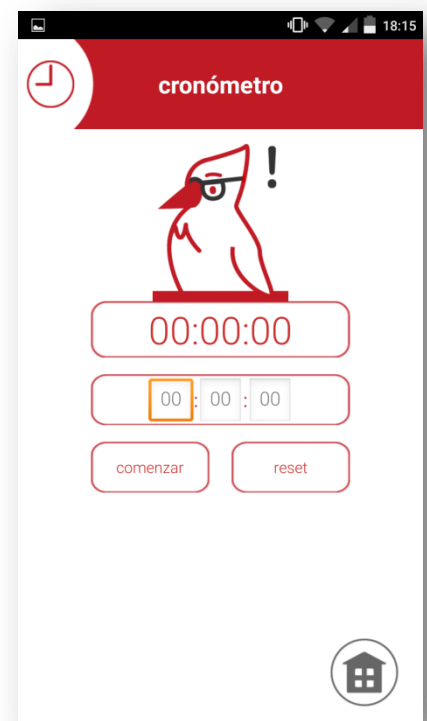 18:15
cronómetro
!
00:00:00
00 : 00 : 00
comenzar
reset